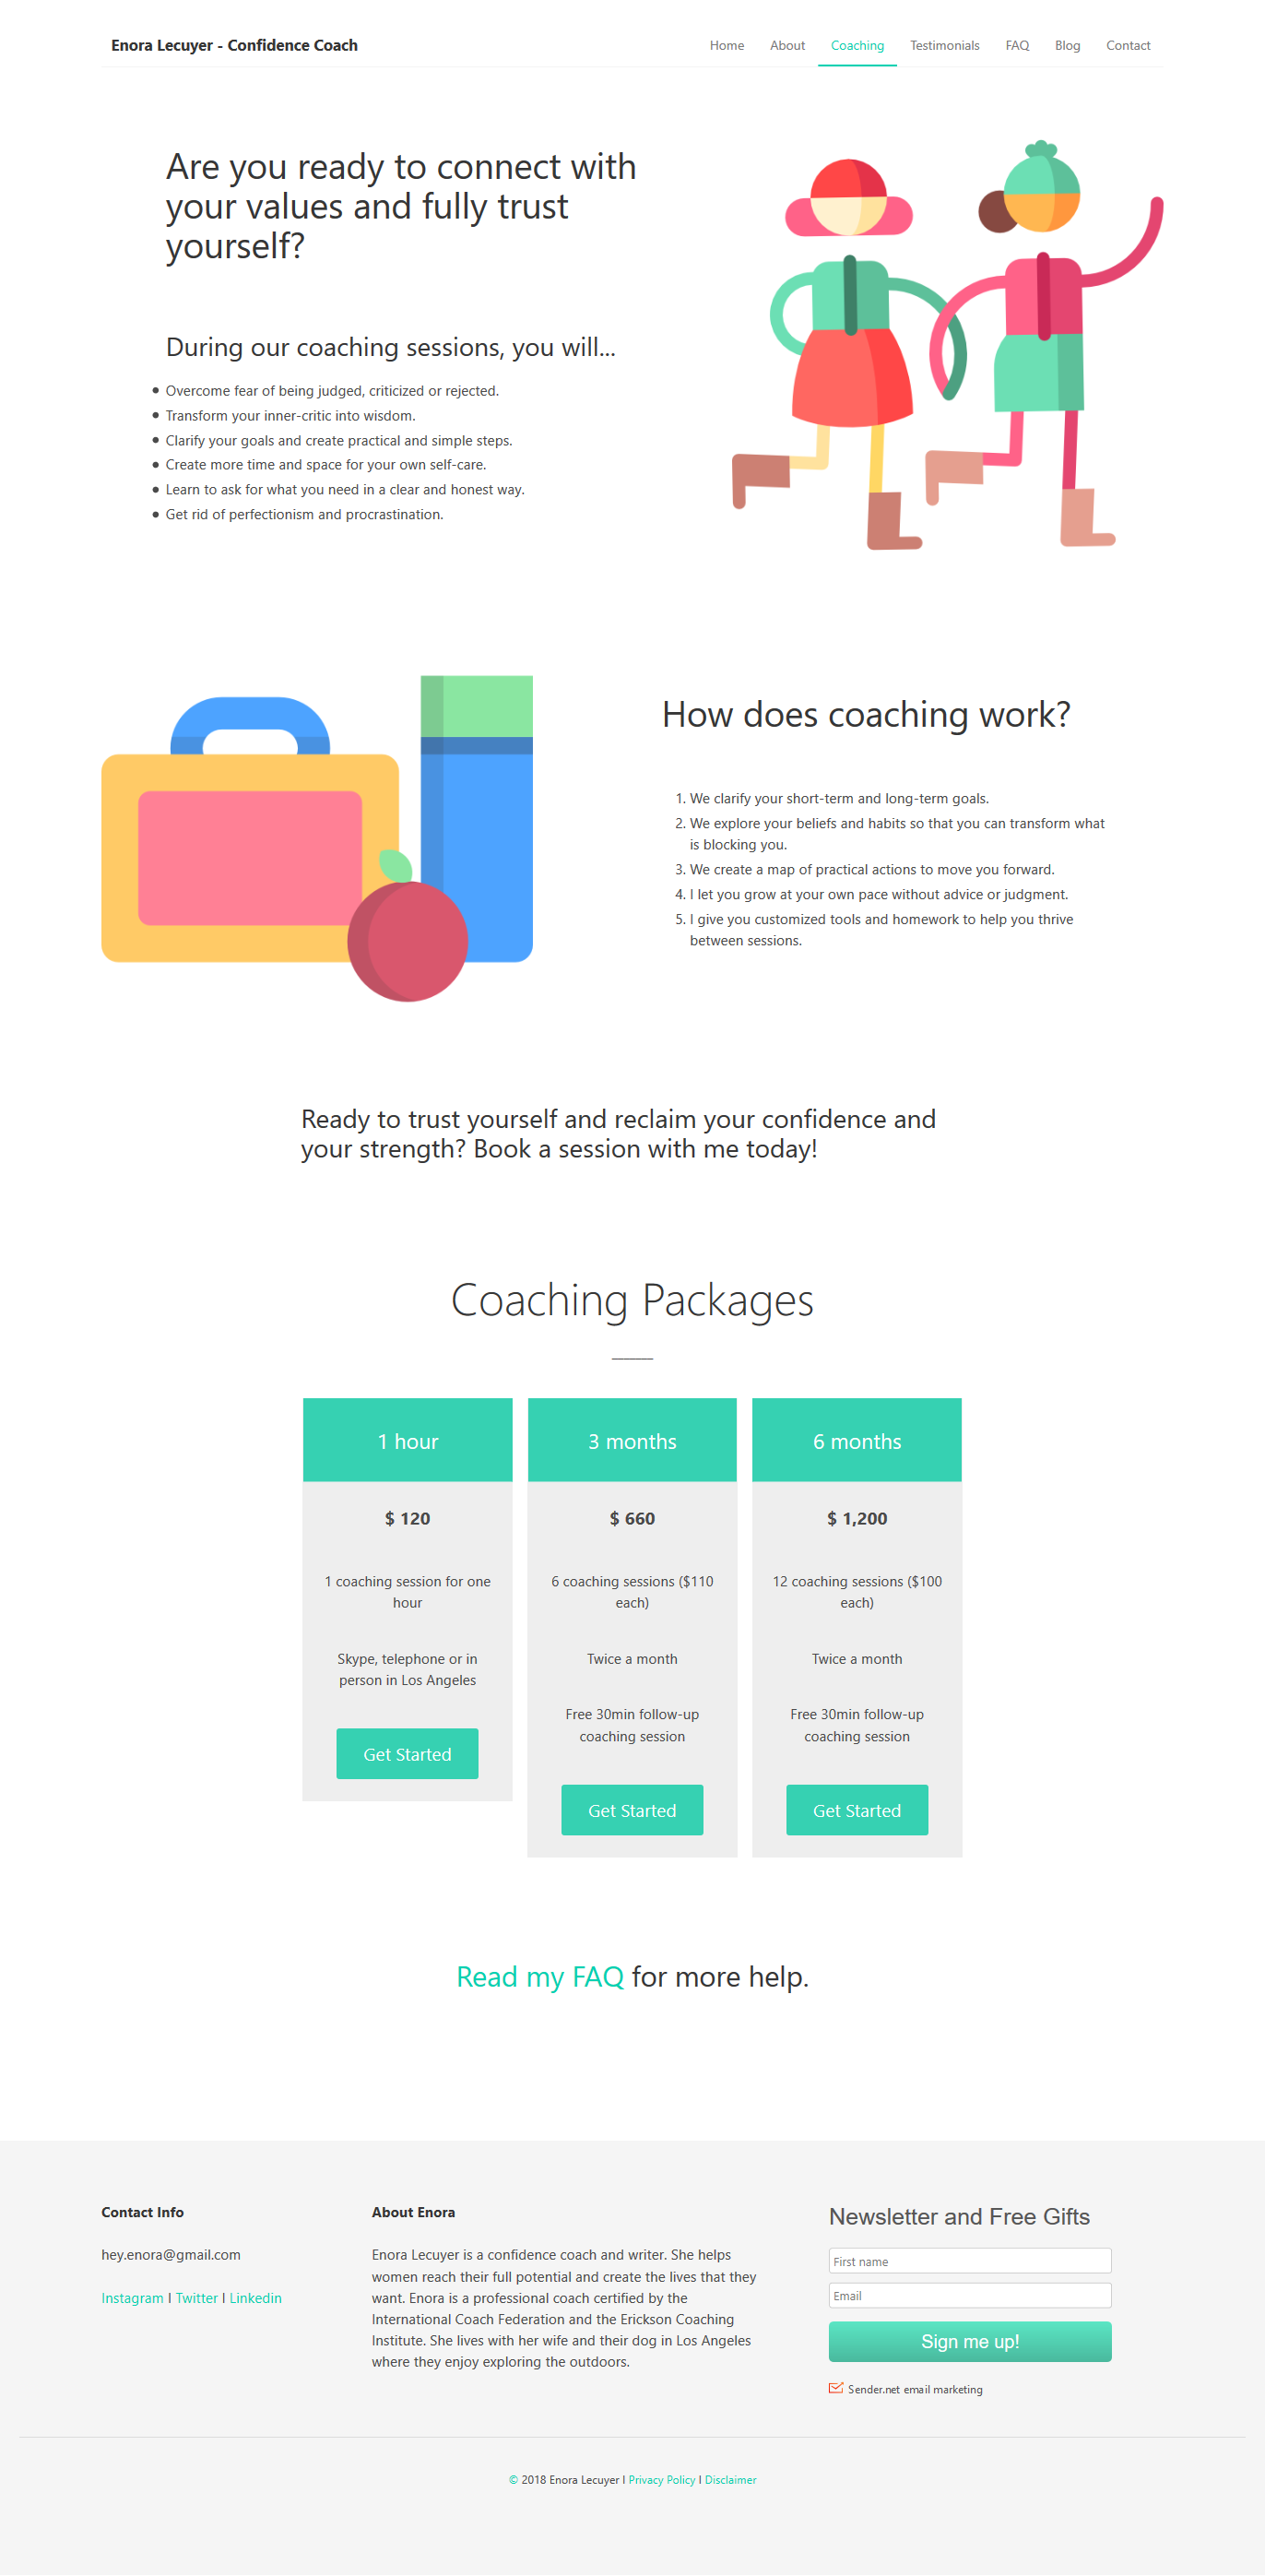 Enora Lecuyer - Confidence Coach
Home About Coaching Testimonials FAQ Blog Contact
Are you ready to connect with
your values and fully trust
yourself?
During our coaching sessions, you will...
• Overcome fear of being judged, criticized or rejected.
• Transform your inner-critic into wisdom.
• Clarify your goals and create practical and simple steps.
• Create more time and space for your own self-care.
• Learn to ask for what you need in a clear and honest way.
• Get rid of perfectionism and procrastination.
How does coaching work?
1. We clarify your short-term and long-term goals.
2. We explore your beliefs and habits so that you can transform what
is blocking you.
3. We create a map of practical actions to move you forward.
4. I let you grow at your own pace without advice or judgment.
5. I give you customized tools and homework to help you thrive
between sessions.
Ready to trust yourself and reclaim your confidence and
your strength? Book a session with me today!
Coaching Packages
1 hour
$ 120
1 coaching session for one
hour
Skype, telephone or in
person in Los Angeles
Get Started
3 months
$ 660
6 coaching sessions ($110
each)
Twice a month
Free 30min follow-up
coaching session
Get Started
6 months
$ 1,200
12 coaching sessions ($100
each)
Twice a month
Free 30min follow-up
coaching session
Get Started
Read my FAQ for more help.
Contact Info
hey.enora@gmail.com
Instagram I Twitter I Linkedin
About Enora
Enora Lecuyer is a confidence coach and writer. She helps
women reach their full potential and create the lives that they
want. Enora is a professional coach certified by the
International Coach Federation and the Erickson Coaching
Institute. She lives with her wife and their dog in Los Angeles
where they enjoy exploring the outdoors.
Newsletter and Free Gifts
First name
Email
Sign me up!
Sender.net email marketing
© 2018 Enora Lecuyer I Privacy Policy I Disclaimer